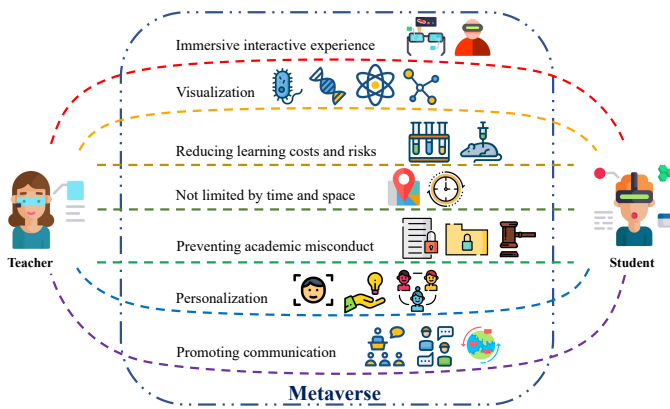 Immersive interactive experience
Visualization
Reducing learning costs and risks
Not limited by time and space
Preventing academic misconduct
Teacher
Student
Personalization
Promoting communication
Metaverse